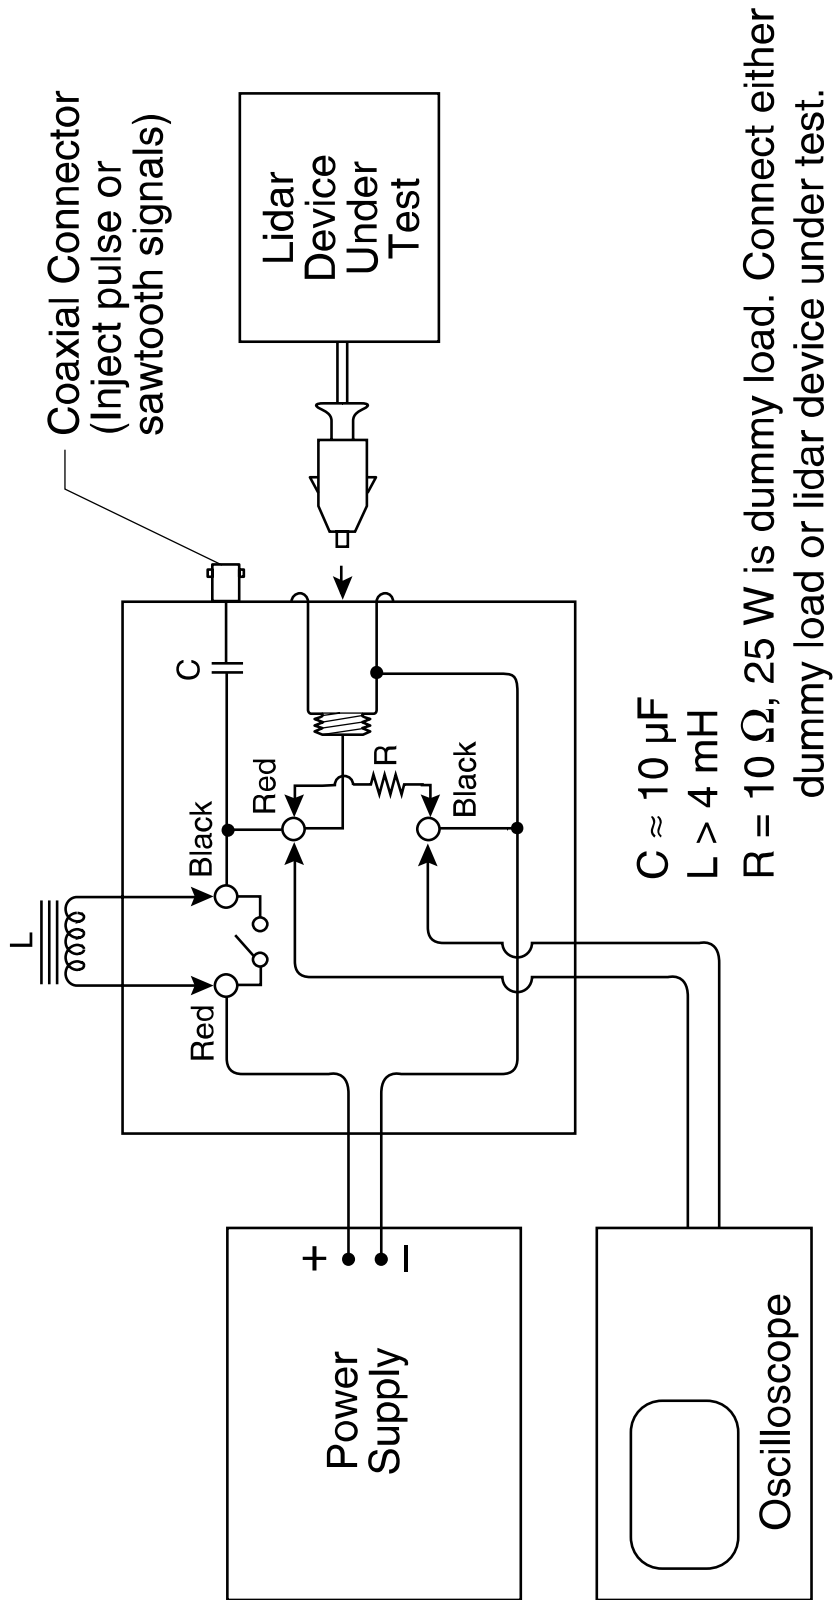 Coaxial Connector
(Inject pulse or
sawtooth signals)
Lidar
Device
Under
Test
L
C
Red
Black
Red
Black
R
Power
Supply
+
–
Oscilloscope
C ≈ 10 µF
L > 4 mH
R = 10 Ω, 25 W is dummy load. Connect either
dummy load or lidar device under test.